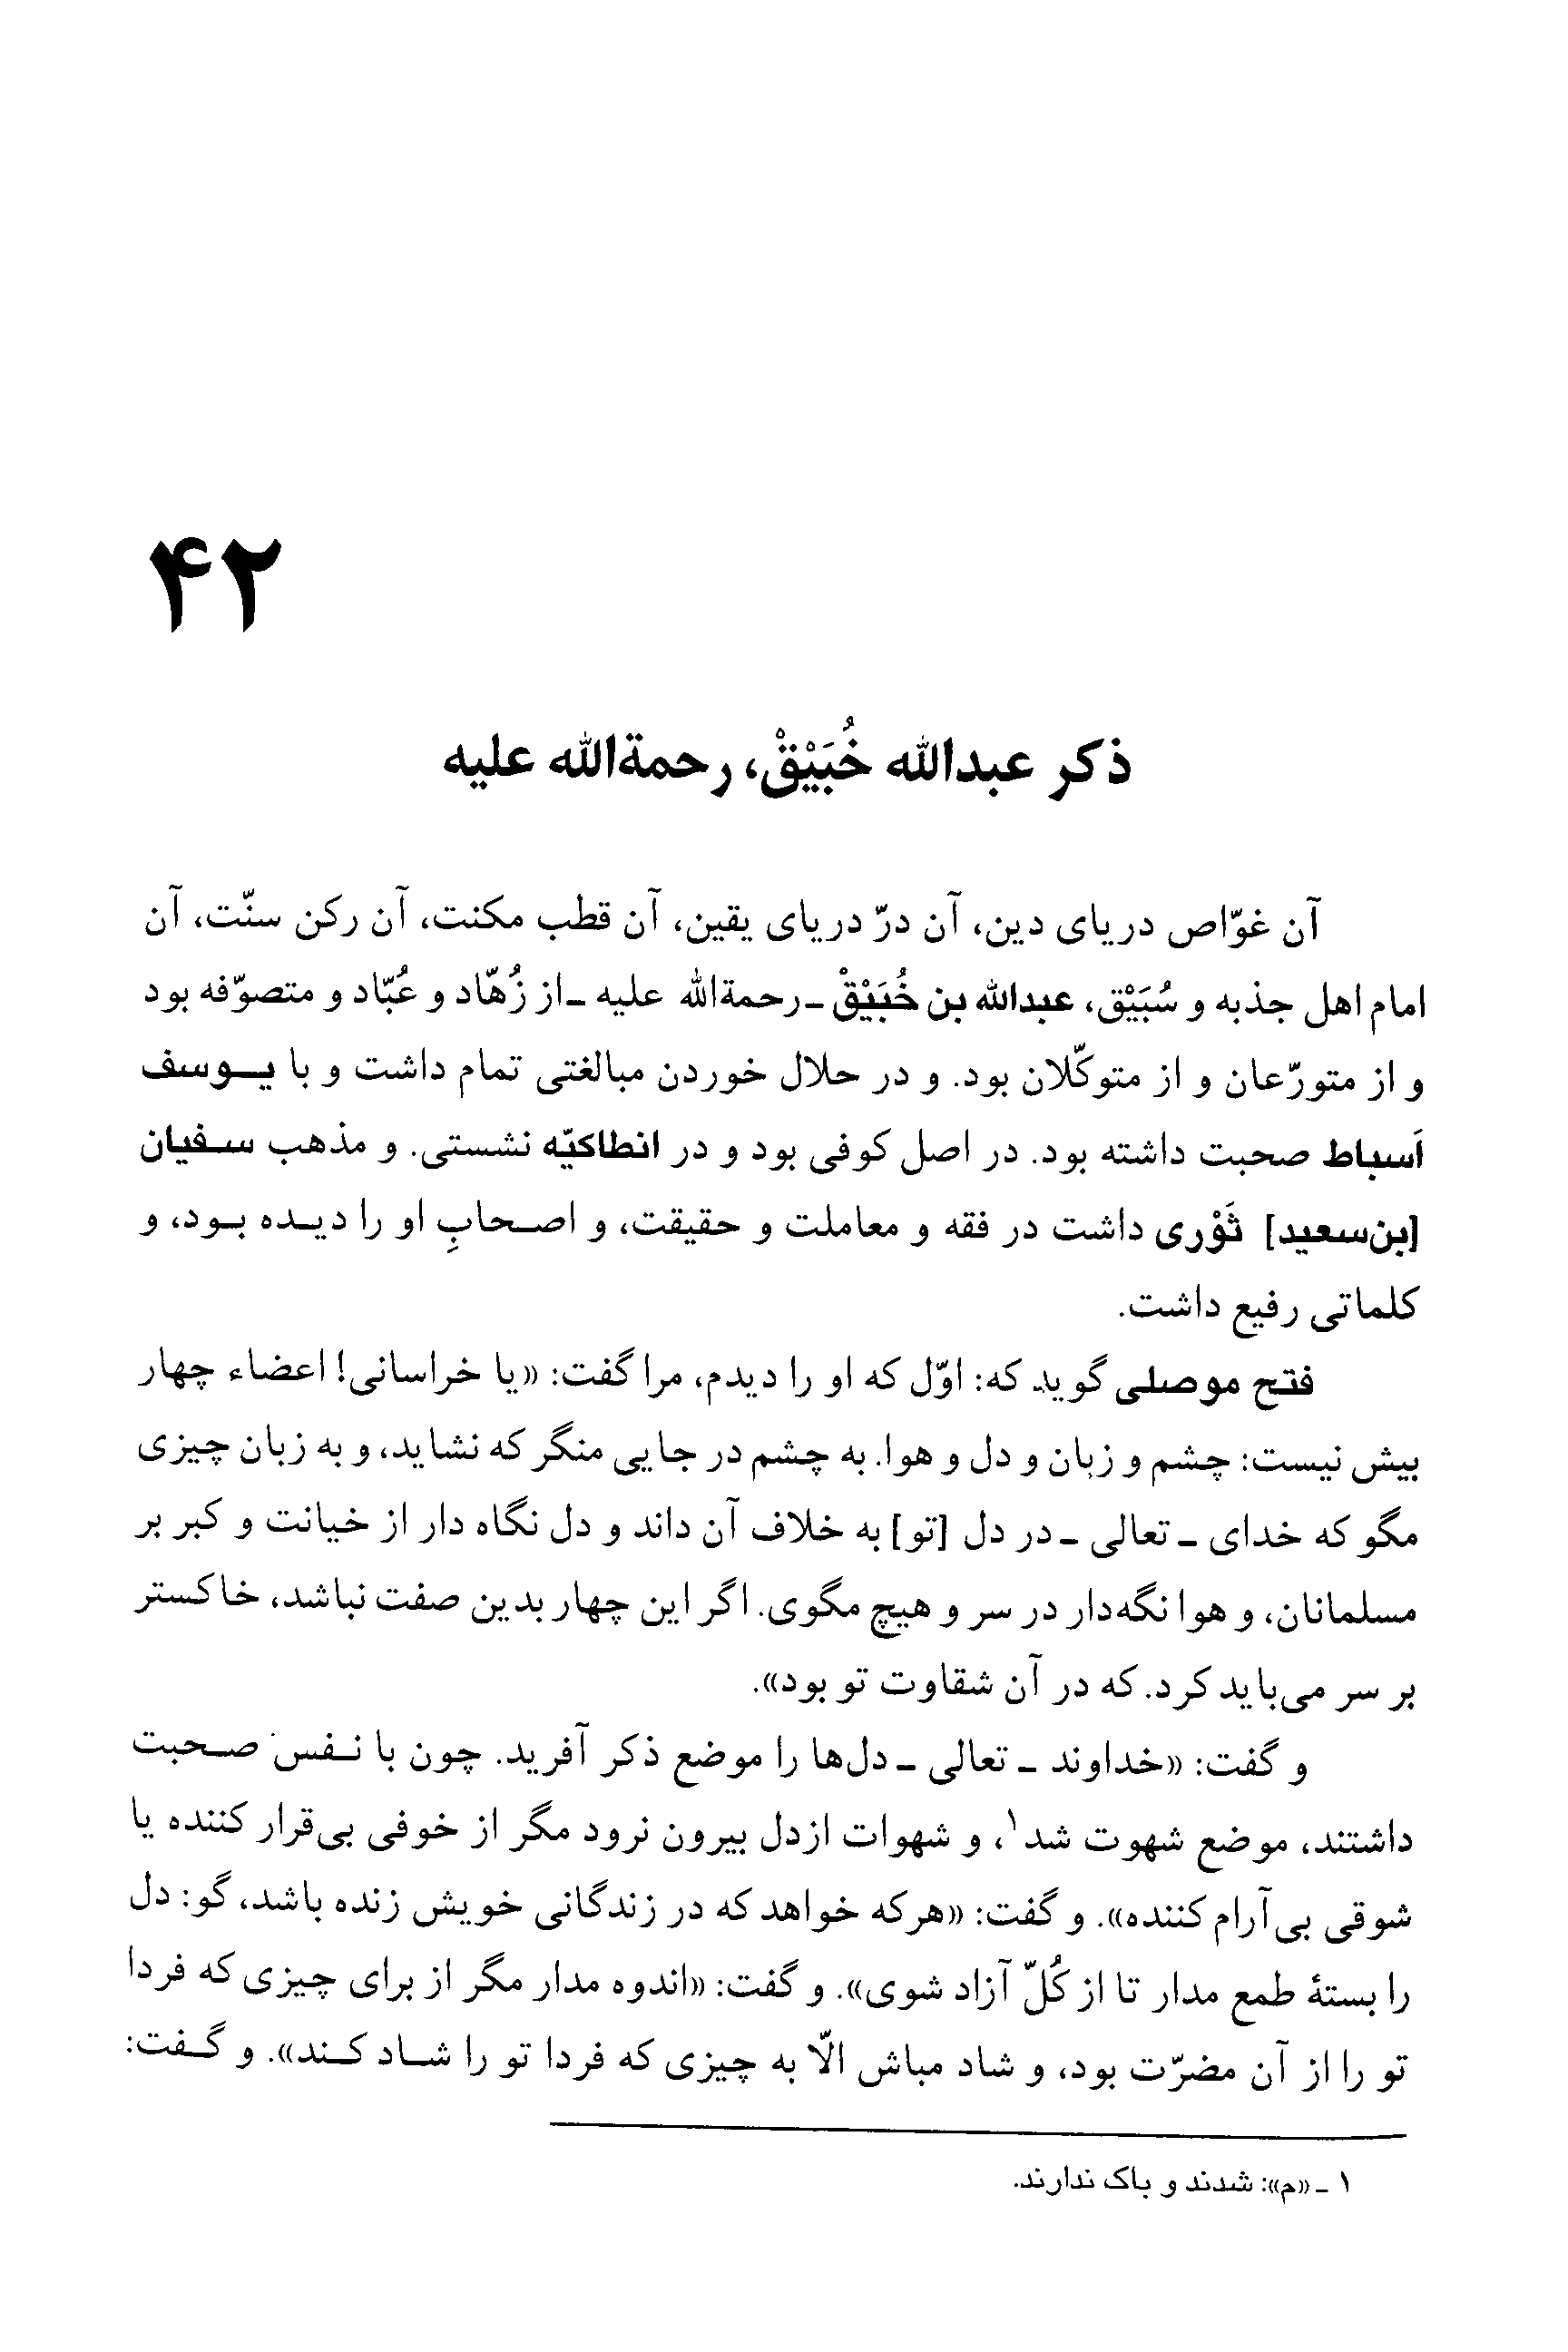 ۴۲
ذکر عبدالله خُبَیْقْ، رحمةالله علیه
آن غوّاص دریای دین، آن درّ دریای یقین، آن قطب مکنت، آن رکن سنّت، آن
امام اهل جذبه و سُبَیْق، عبدالله بن خُبَیْقْ ـ رحمةالله علیه ـ از زُهّاد و عُبّاد و متصوّفه بود
و از متورّعان و از متوکّلان بود. و در حلال خوردن مبالغتی تمام داشت و با یوسف
اَسباط صحبت داشته بود. در اصل کوفی بود و در انطاکیّه نشستی. و مذهب سفیان
[بن‌سعید] ثَوْری داشت در فقه و معاملت و حقیقت، و اصحابِ او را دیده بود، و
کلماتی رفیع داشت.
فتح موصلی گوید که: اوّل که او را دیدم، مرا گفت: «یا خراسانی! اعضاء چهار
بیش نیست: چشم و زبان و دل و هوا. به چشم در جایی منگر که نشاید، و به زبان چیزی
مگو که خدای ـ تعالی ـ در دل [تو] به خلاف آن داند و دل نگاه دار از خیانت و کبر بر
مسلمانان، و هوا نگه‌دار در سر و هیچ مگوی. اگر این چهار بدین صفت نباشد، خاکستر
بر سر می‌باید کرد. که در آن شقاوت تو بود».
و گفت: «خداوند ـ تعالی ـ دل‌ها را موضع ذکر آفرید. چون با نفس صحبت
داشتند، موضع شهوت شد۱، و شهوات ازدل بیرون نرود مگر از خوفی بی‌قرار کننده یا
شوقی بی‌آرام کننده». و گفت: «هرکه خواهد که در زندگانی خویش زنده باشد، گو: دل
را بستهٔ طمع مدار تا از کُلّ آزاد شوی». و گفت: «اندوه مدار مگر از برای چیزی که فردا
تو را از آن مضرّت بود، و شاد مباش الّا به چیزی که فردا تو را شاد کند». و گفت:
۱ ـ «م»: شدند و باک ندارند.